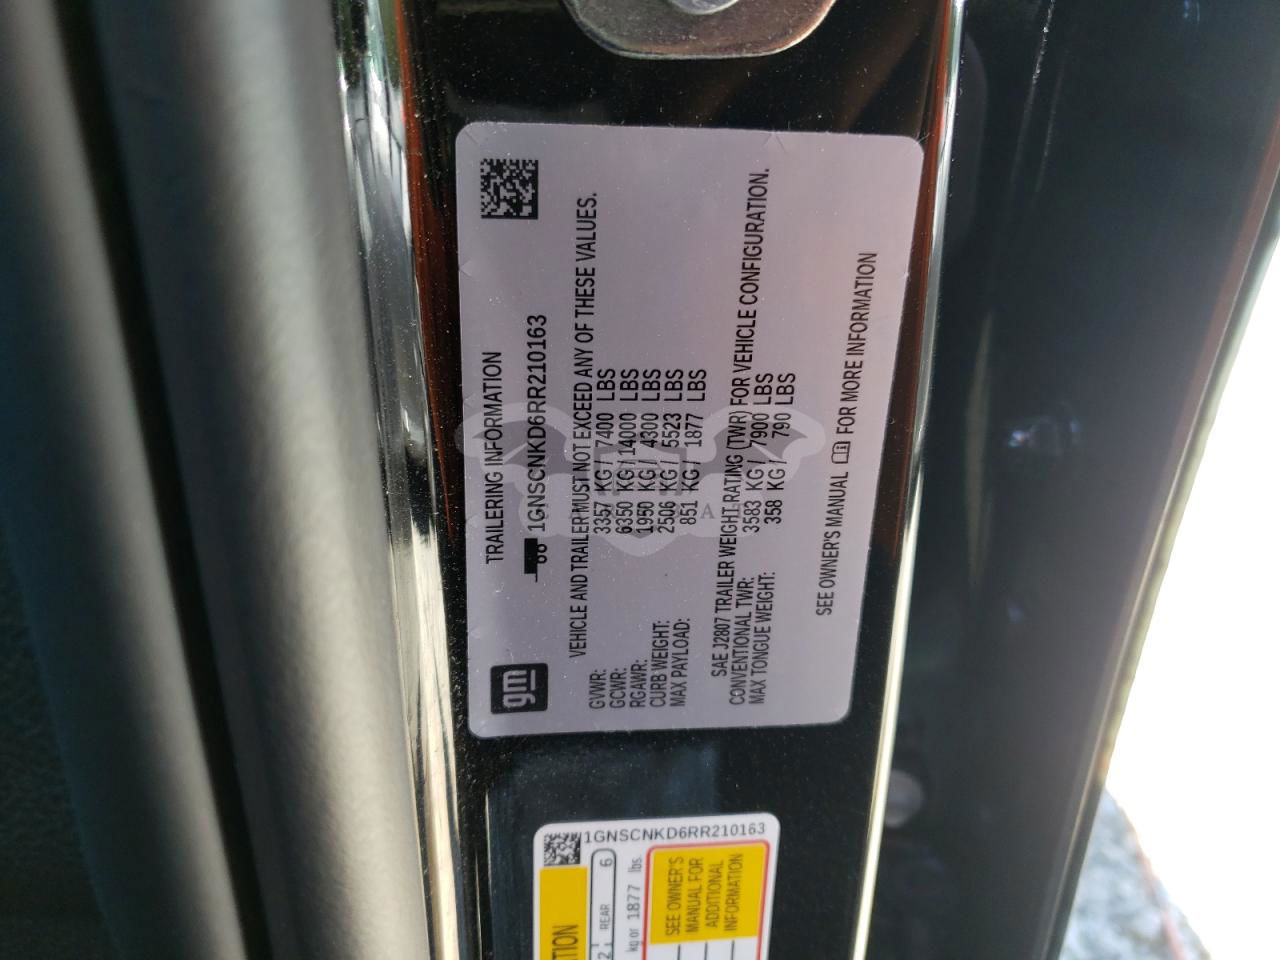 gm
TRAILERING INFORMATION
1GNSCNKD6RR210163
VEHICLE AND TRAILER MUST NOT EXCEED ANY OF THESE VALUES.
GVWR: 3357 KG/ 7400 LBS
GCWR: 6350 KG/14000 LBS
RGAWR: 1950 KG/ 4300 LBS
CURB WEIGHT: 2506 KG/ 5523 LBS
MAX PAYLOAD: 851 KG/ 1877 LBS
SAE J2807 TRAILER WEIGHT RATING (TWR) FOR VEHICLE CONFIGURATION.
CONVENTIONAL TWR: 3583 KG/ 7900 LBS
MAX TONGUE WEIGHT: 358 KG/ 790 LBS
SEE OWNER'S MANUAL FOR MORE INFORMATION
1GNSCNKD6RR210163
REAR 6
kg or 1877 lbs.
SEE OWNER'S
MANUAL FOR
ADDITIONAL
INFORMATION